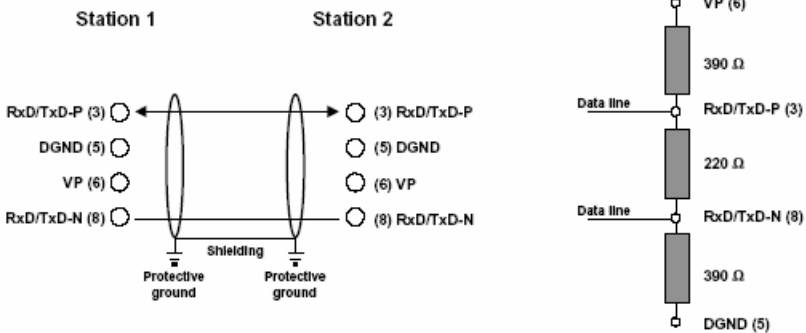 Station 1
Station 2
RxD/TxD-P (3)
(3) RxD/TxD-P
DGND (5)
(5) DGND
VP (6)
(6) VP
RxD/TxD-N (8)
(8) RxD/TxD-N
Shielding
Protective
ground
Protective
ground
VP (6)
390 Ω
Data line
RxD/TxD-P (3)
220 Ω
Data line
RxD/TxD-N (8)
390 Ω
DGND (5)